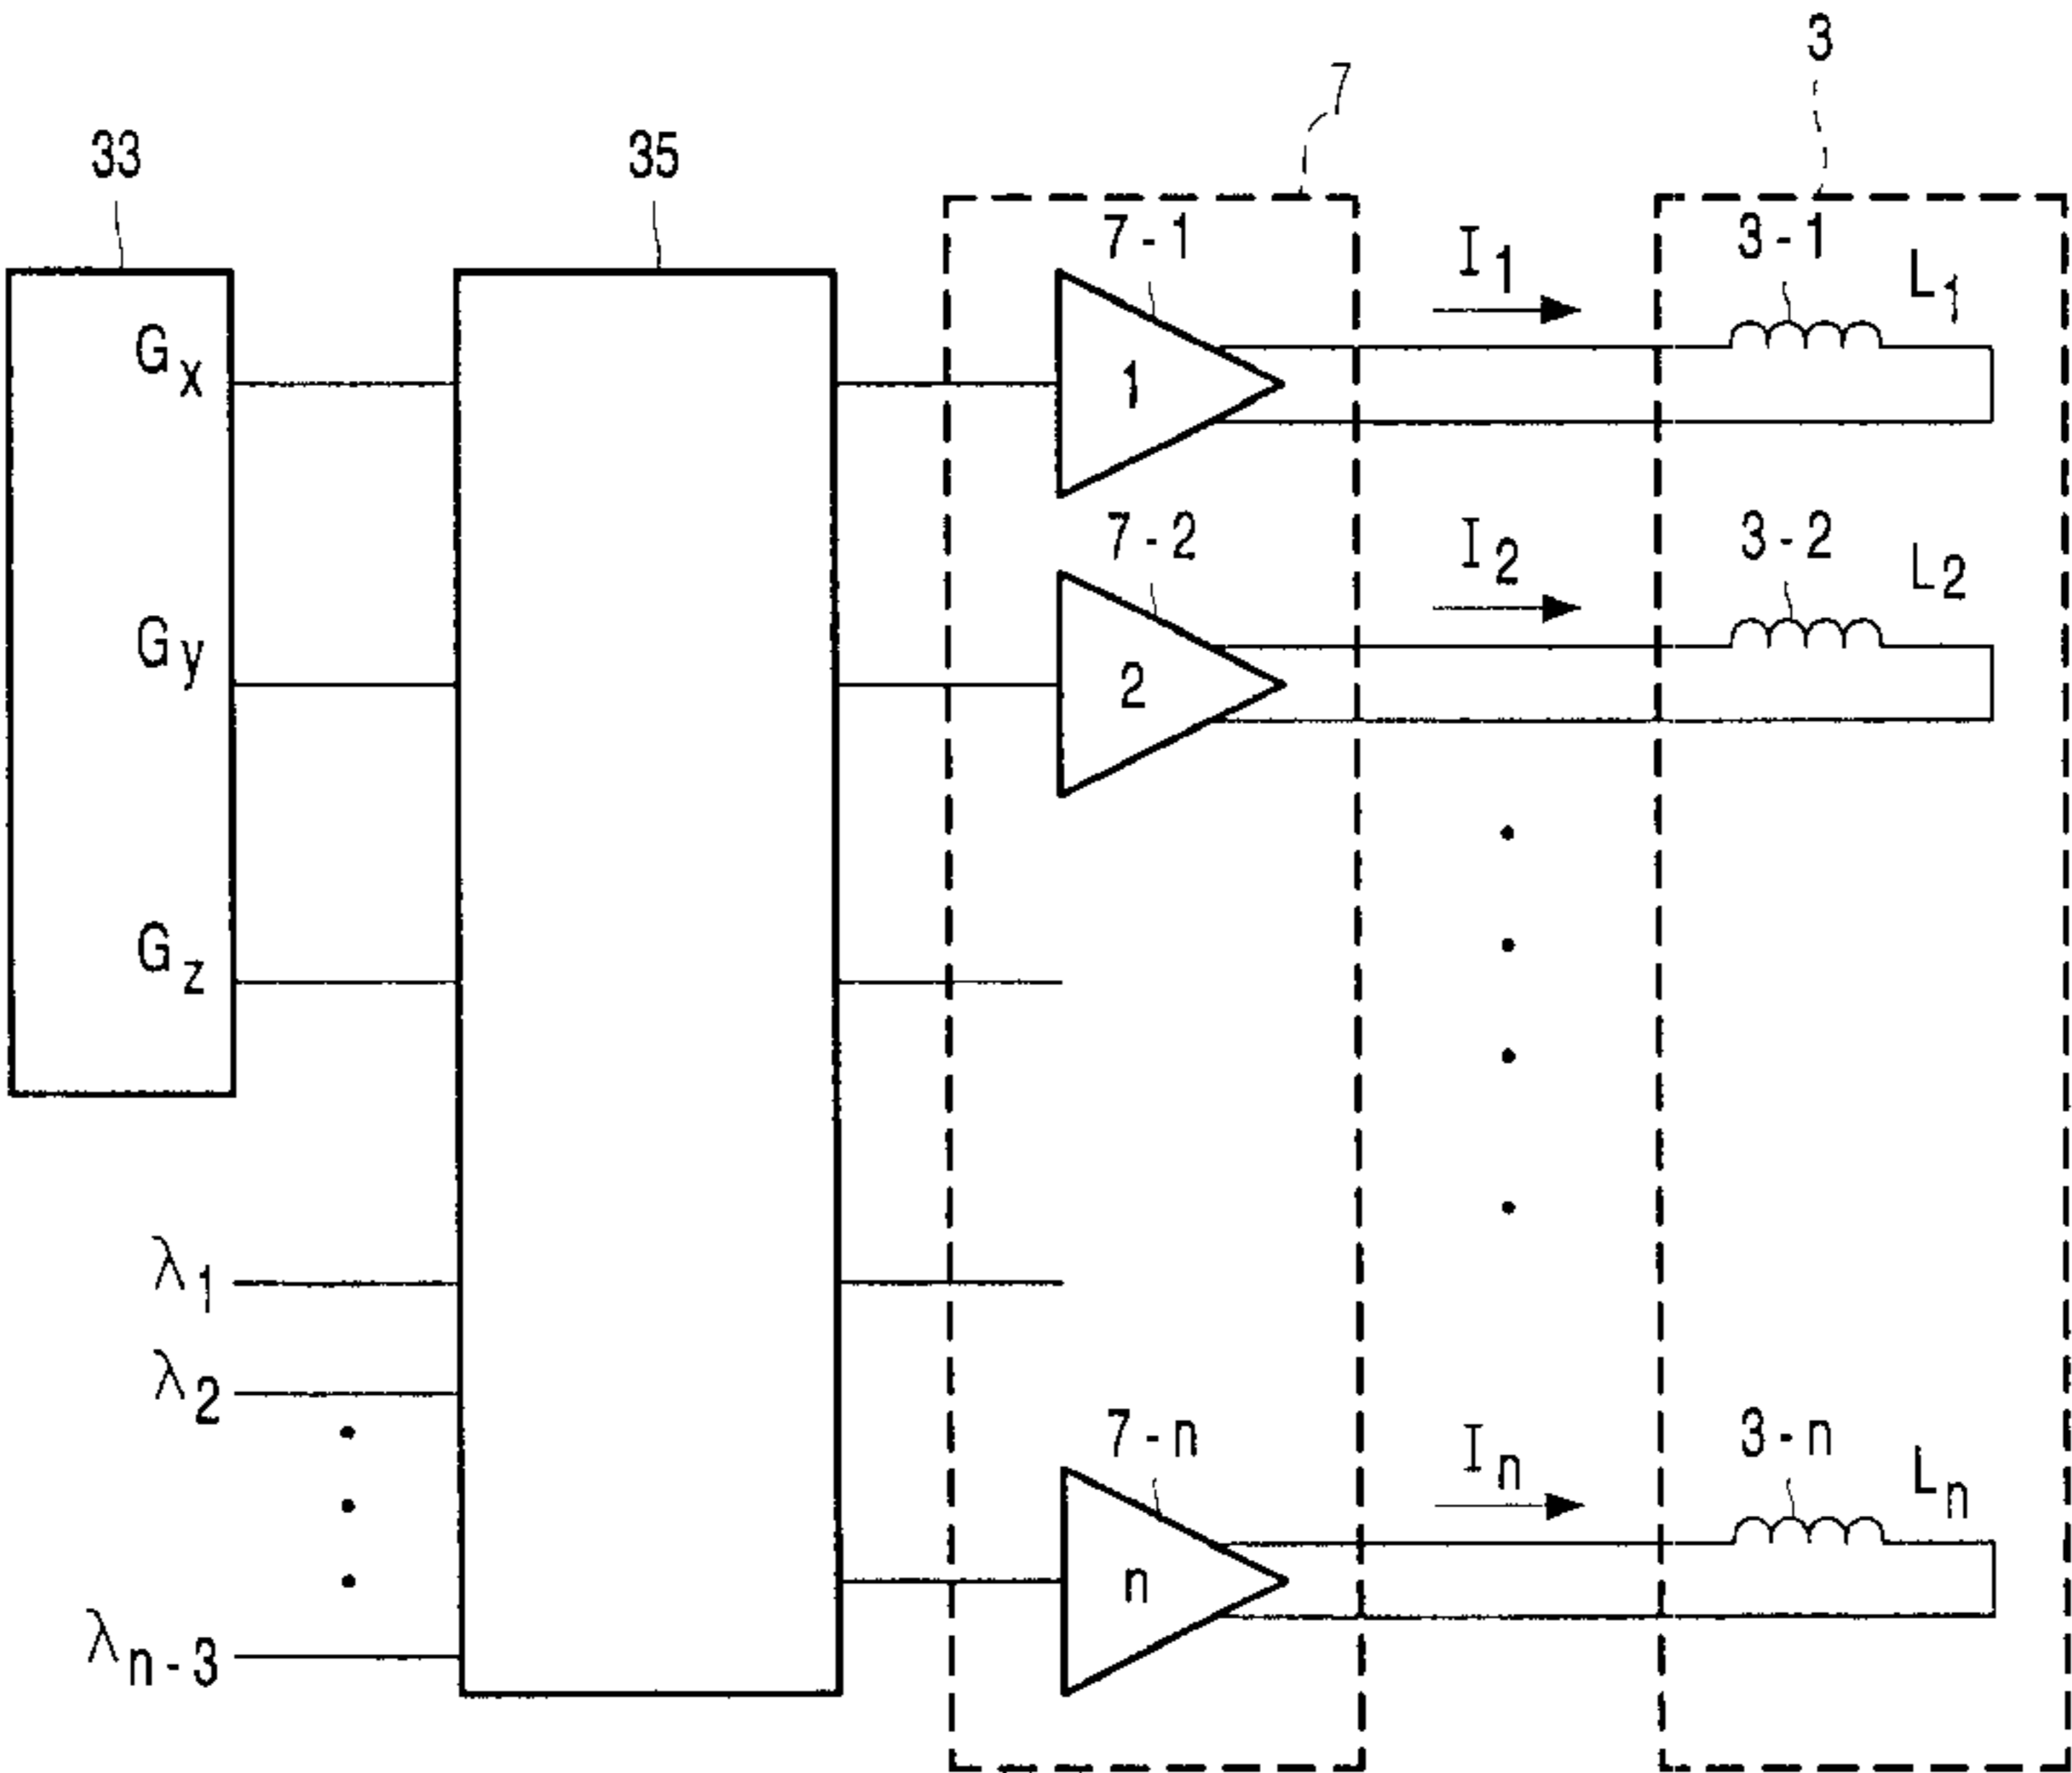 3
7
33
35
7-1
I1
3-1
L1
Gx
1
7-2
I2
3-2
L2
Gy
2
Gz
λ1
λ2
7-n
In
3-n
Ln
n
λn-3